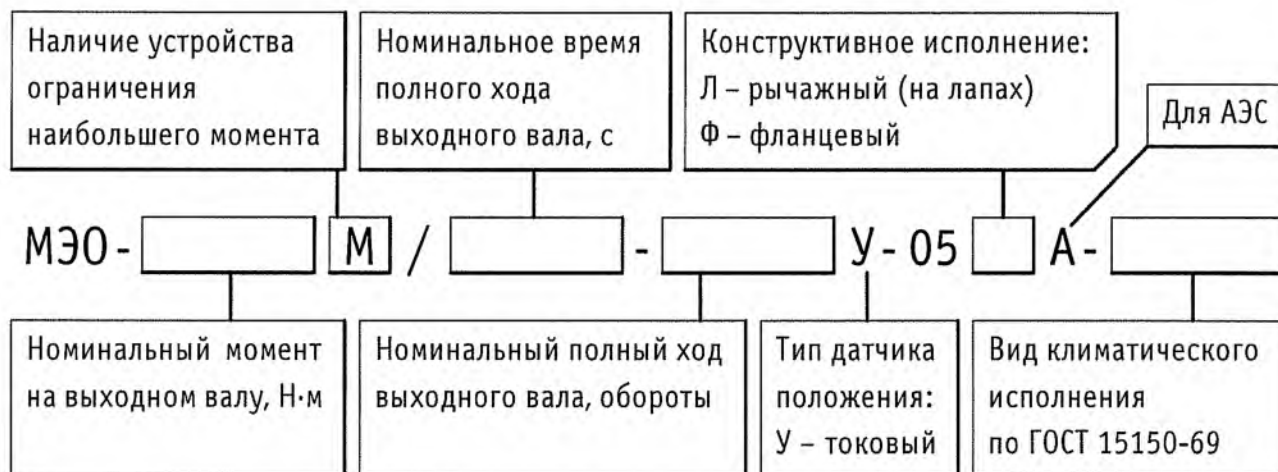 Наличие устройства
ограничения
наибольшего момента
Номинальное время
полного хода
выходного вала, с
Конструктивное исполнение:
Л – рычажный (на лапах)
Ф – фланцевый
Для АЭС
МЭО - М / - У - 05 А -
Номинальный момент
на выходном валу, Н·м
Номинальный полный ход
выходного вала, обороты
Тип датчика
положения:
У – токовый
Вид климатического
исполнения
по ГОСТ 15150-69